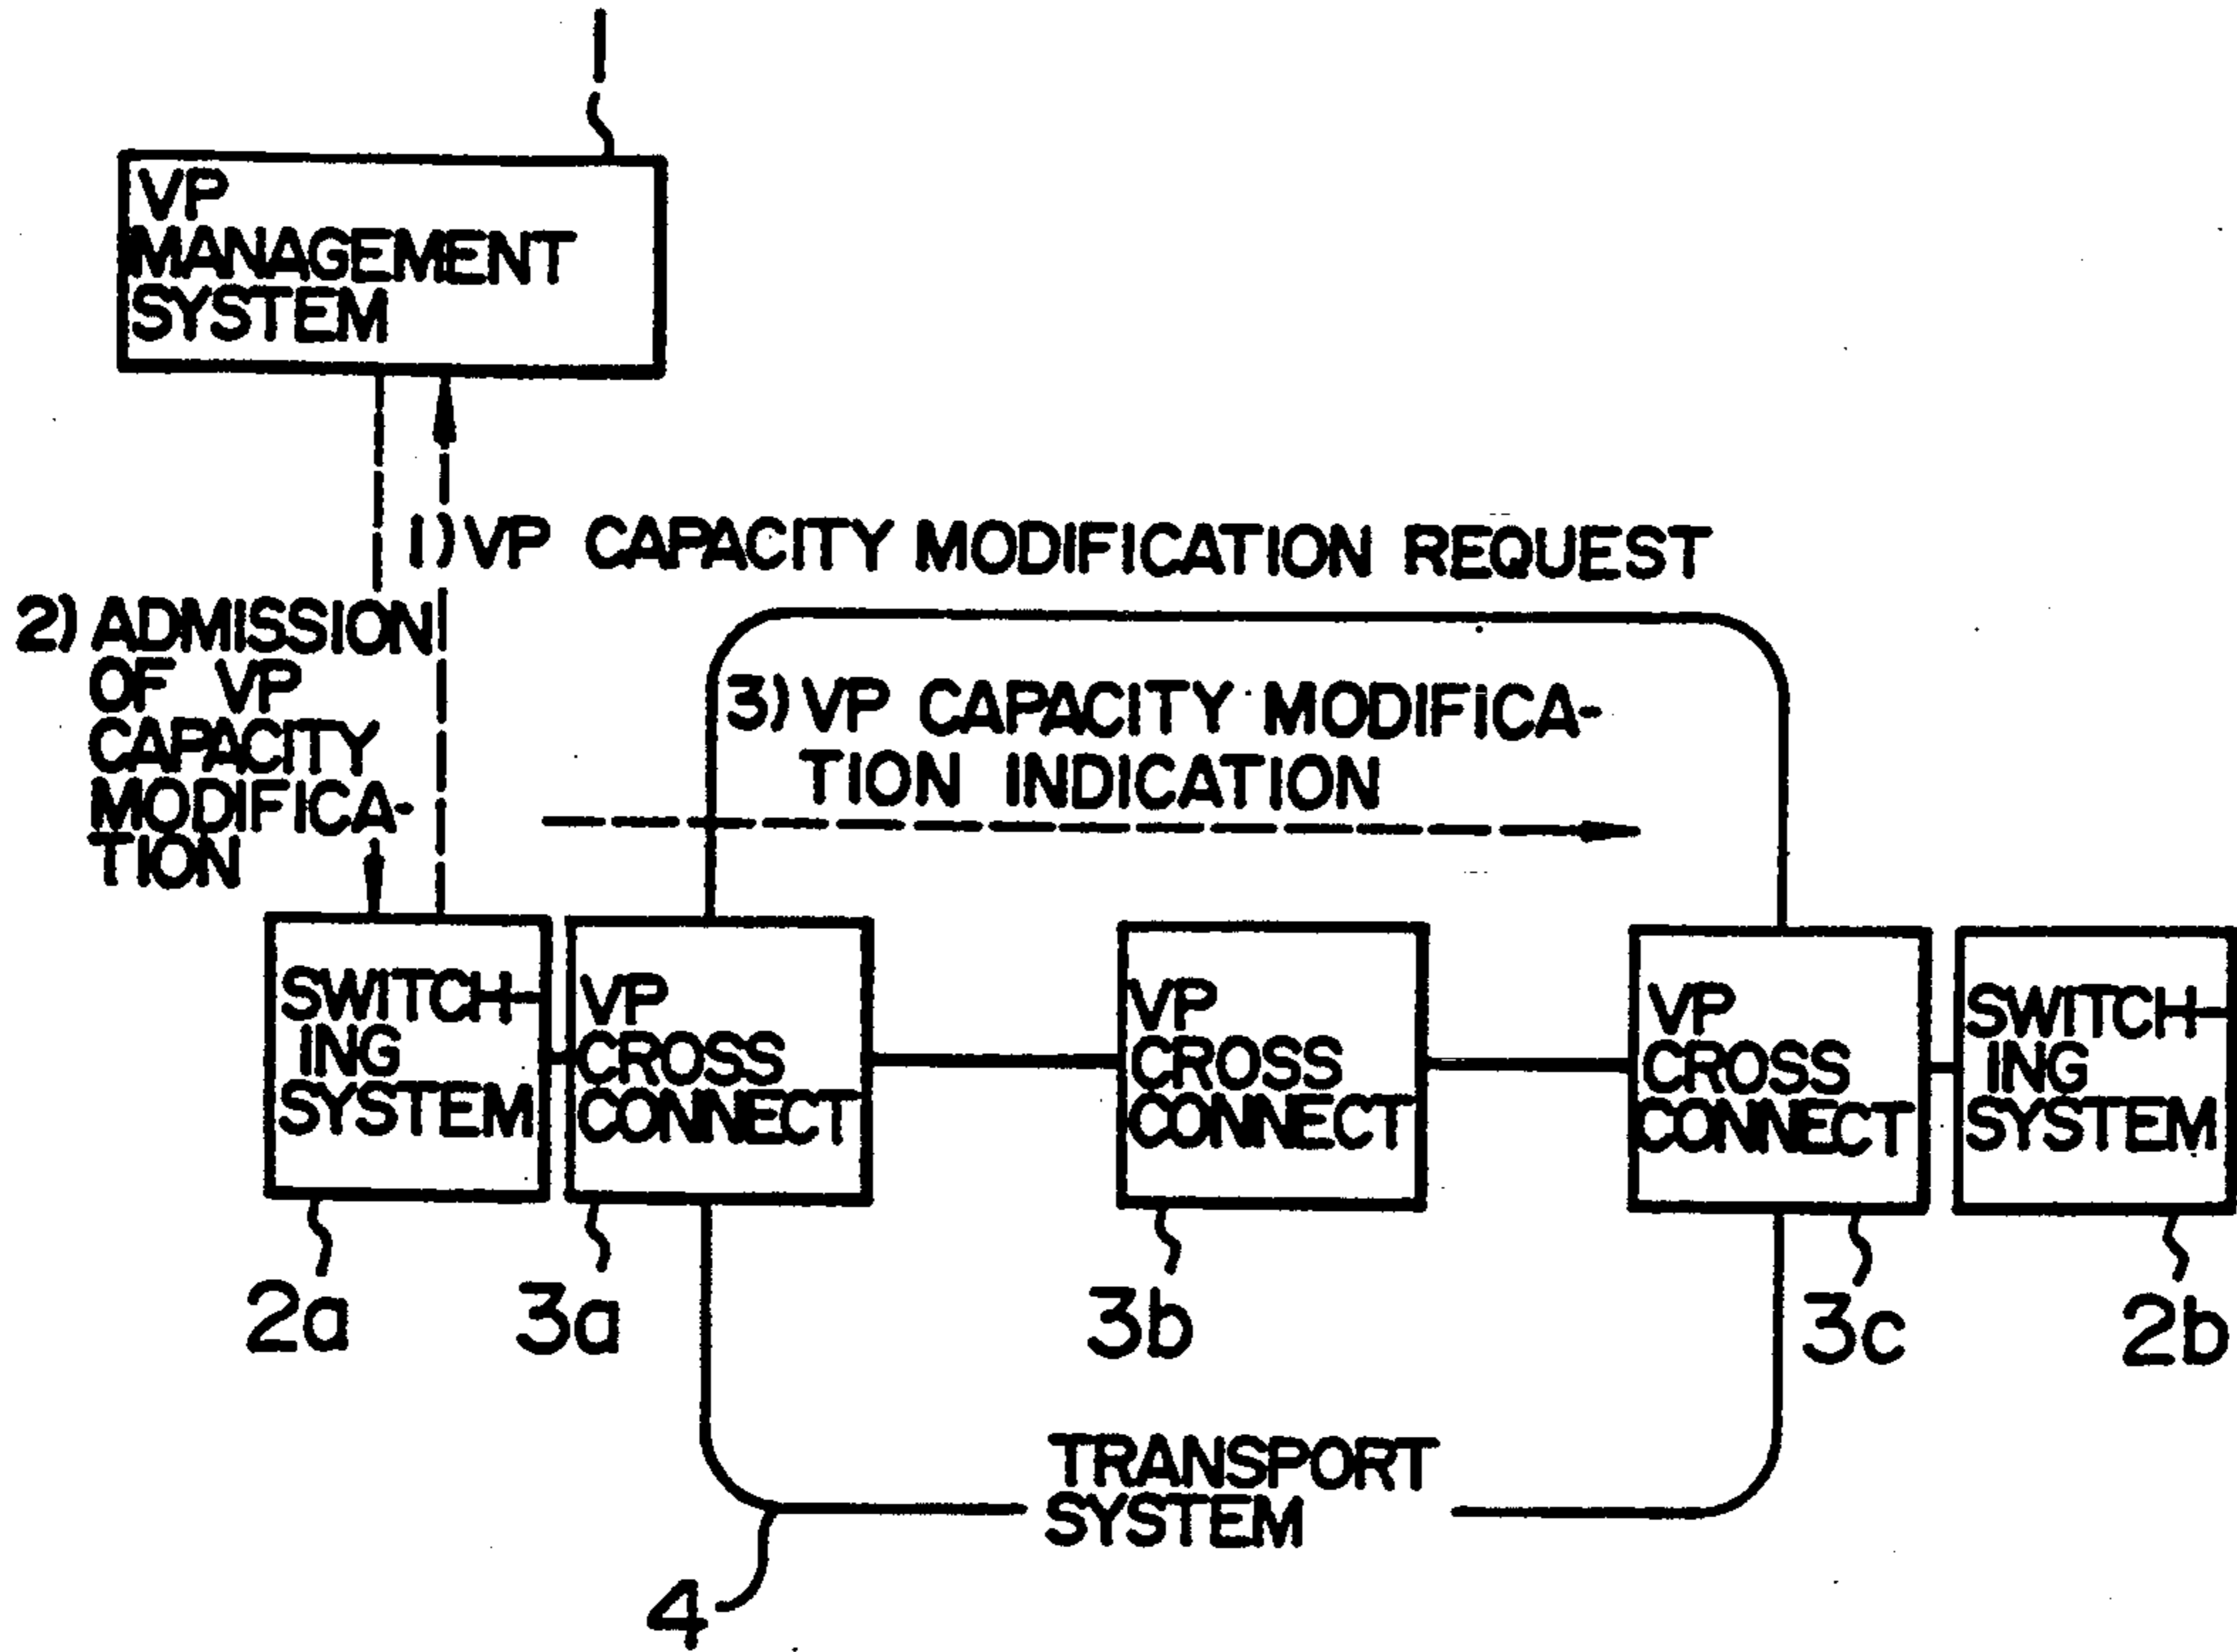 1
VP
MANAGEMENT
SYSTEM
1) VP CAPACITY MODIFICATION REQUEST
2) ADMISSION
OF VP
CAPACITY
MODIFICA-
TION
3) VP CAPACITY MODIFICA-
TION INDICATION
SWITCH-
ING
SYSTEM
VP
CROSS
CONNECT
VP
CROSS
CONNECT
VP
CROSS
CONNECT
SWITCH-
ING
SYSTEM
2a
3a
3b
3c
2b
TRANSPORT
SYSTEM
4